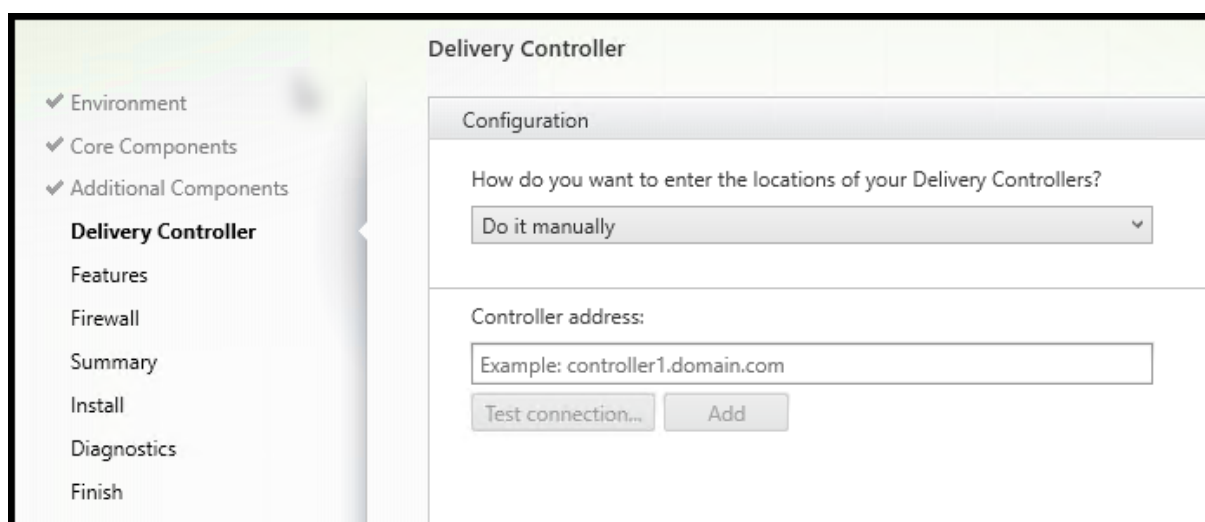 Delivery Controller
Environment
Core Components
Additional Components
Delivery Controller
Features
Firewall
Summary
Install
Diagnostics
Finish
Configuration
How do you want to enter the locations of your Delivery Controllers?
Do it manually
Controller address:
Example: controller1.domain.com
Test connection... Add